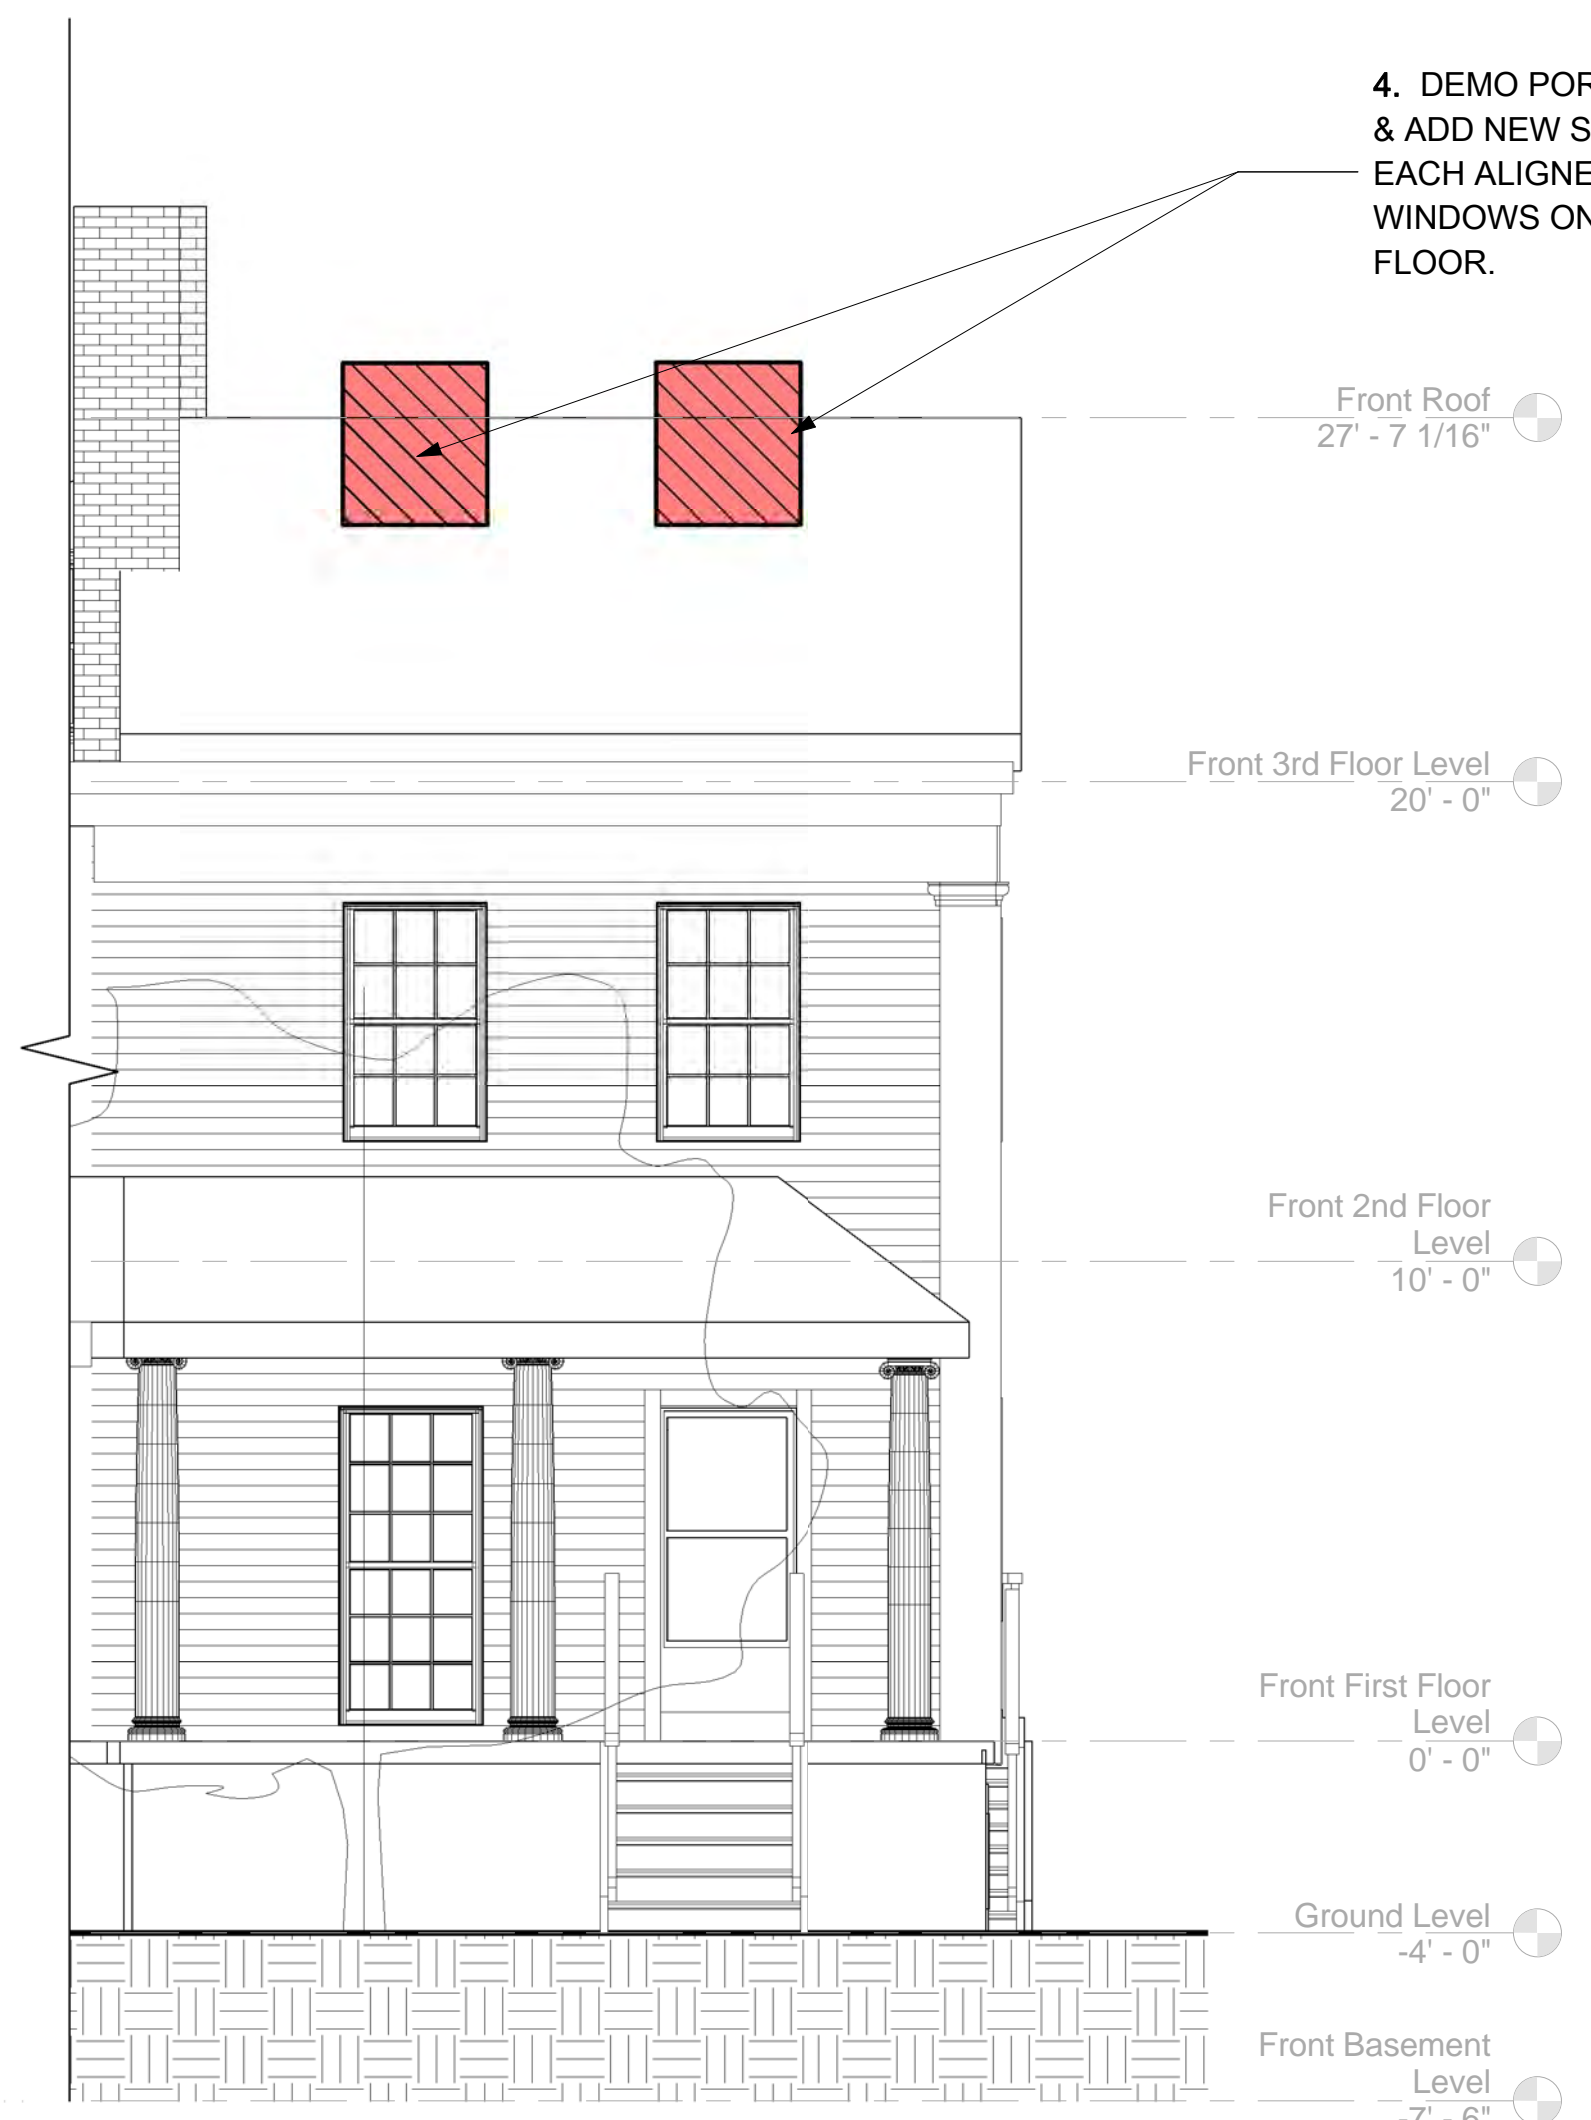 4. DEMO POR
& ADD NEW S
EACH ALIGNE
WINDOWS ON
FLOOR.
Front Roof
27' - 7 1/16"
Front 3rd Floor Level
20' - 0"
Front 2nd Floor
Level
10' - 0"
Front First Floor
Level
0' - 0"
Ground Level
-4' - 0"
Front Basement
Level
-7' - 6"